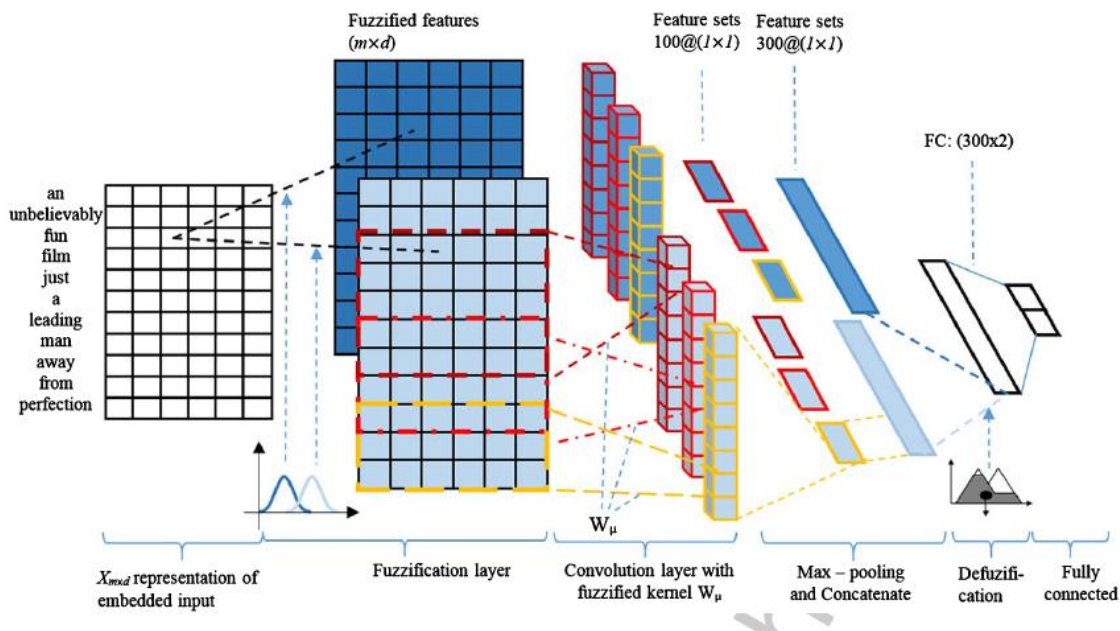 Fuzzified features
(m×d)
Feature sets
100@(1×1)
Feature sets
300@(1×1)
FC: (300x2)
an
unbelievably
fun
film
just
a
leading
man
away
from
perfection
Wμ
Xm×d representation of
embedded input
Fuzzification layer
Convolution layer with
fuzzified kernel Wμ
Max – pooling
and Concatenate
Defuzifi-
cation
Fully
connected